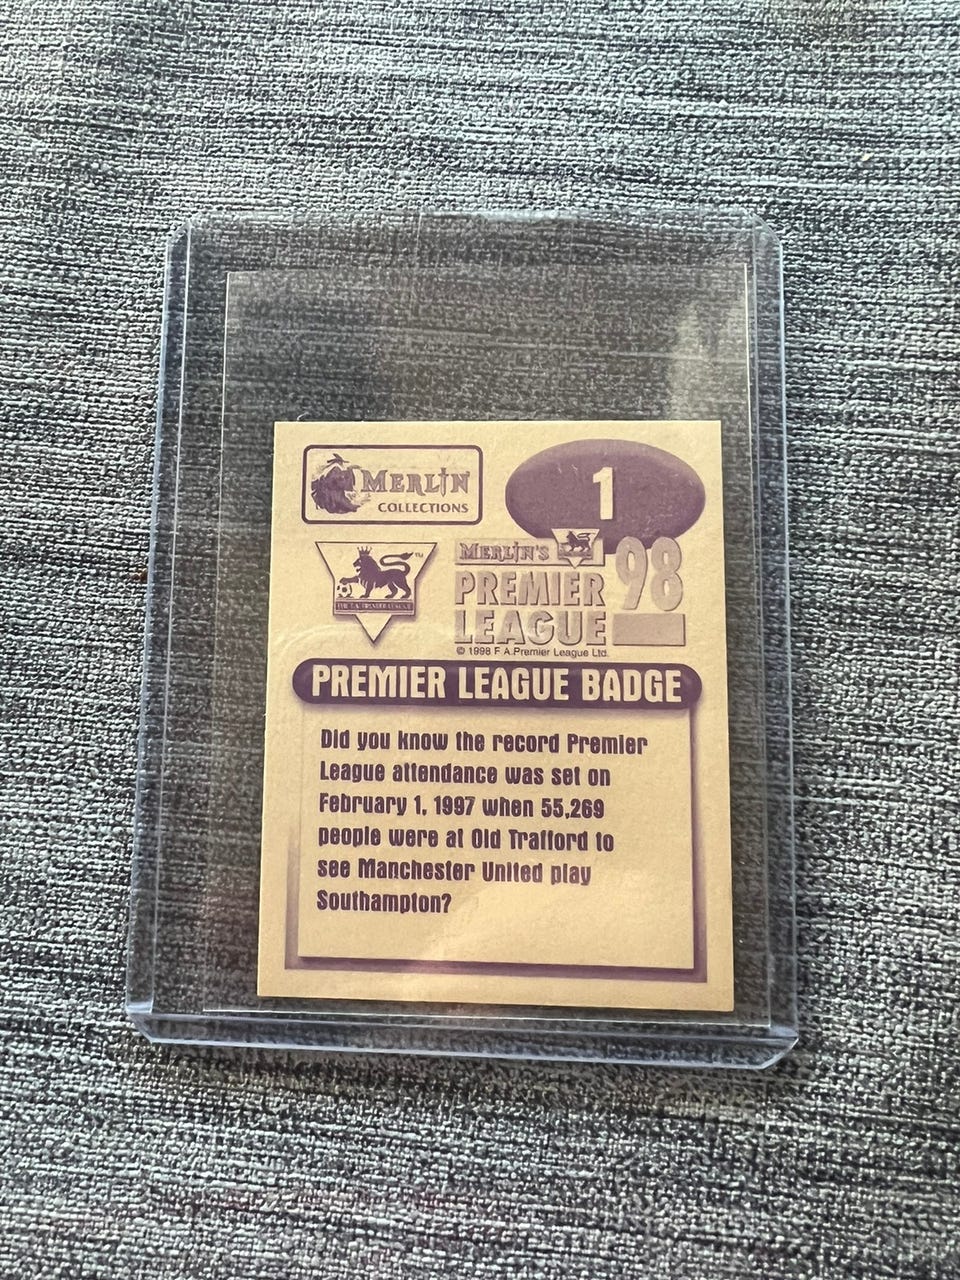 MERLIN
COLLECTIONS
1
TM
MERLIN'S
PREMIER
LEAGUE
98
© 1998 F A Premier League Ltd.
PREMIER LEAGUE BADGE
Did you know the record Premier
League attendance was set on
February 1, 1997 when 55,269
people were at Old Trafford to
see Manchester United play
Southampton?